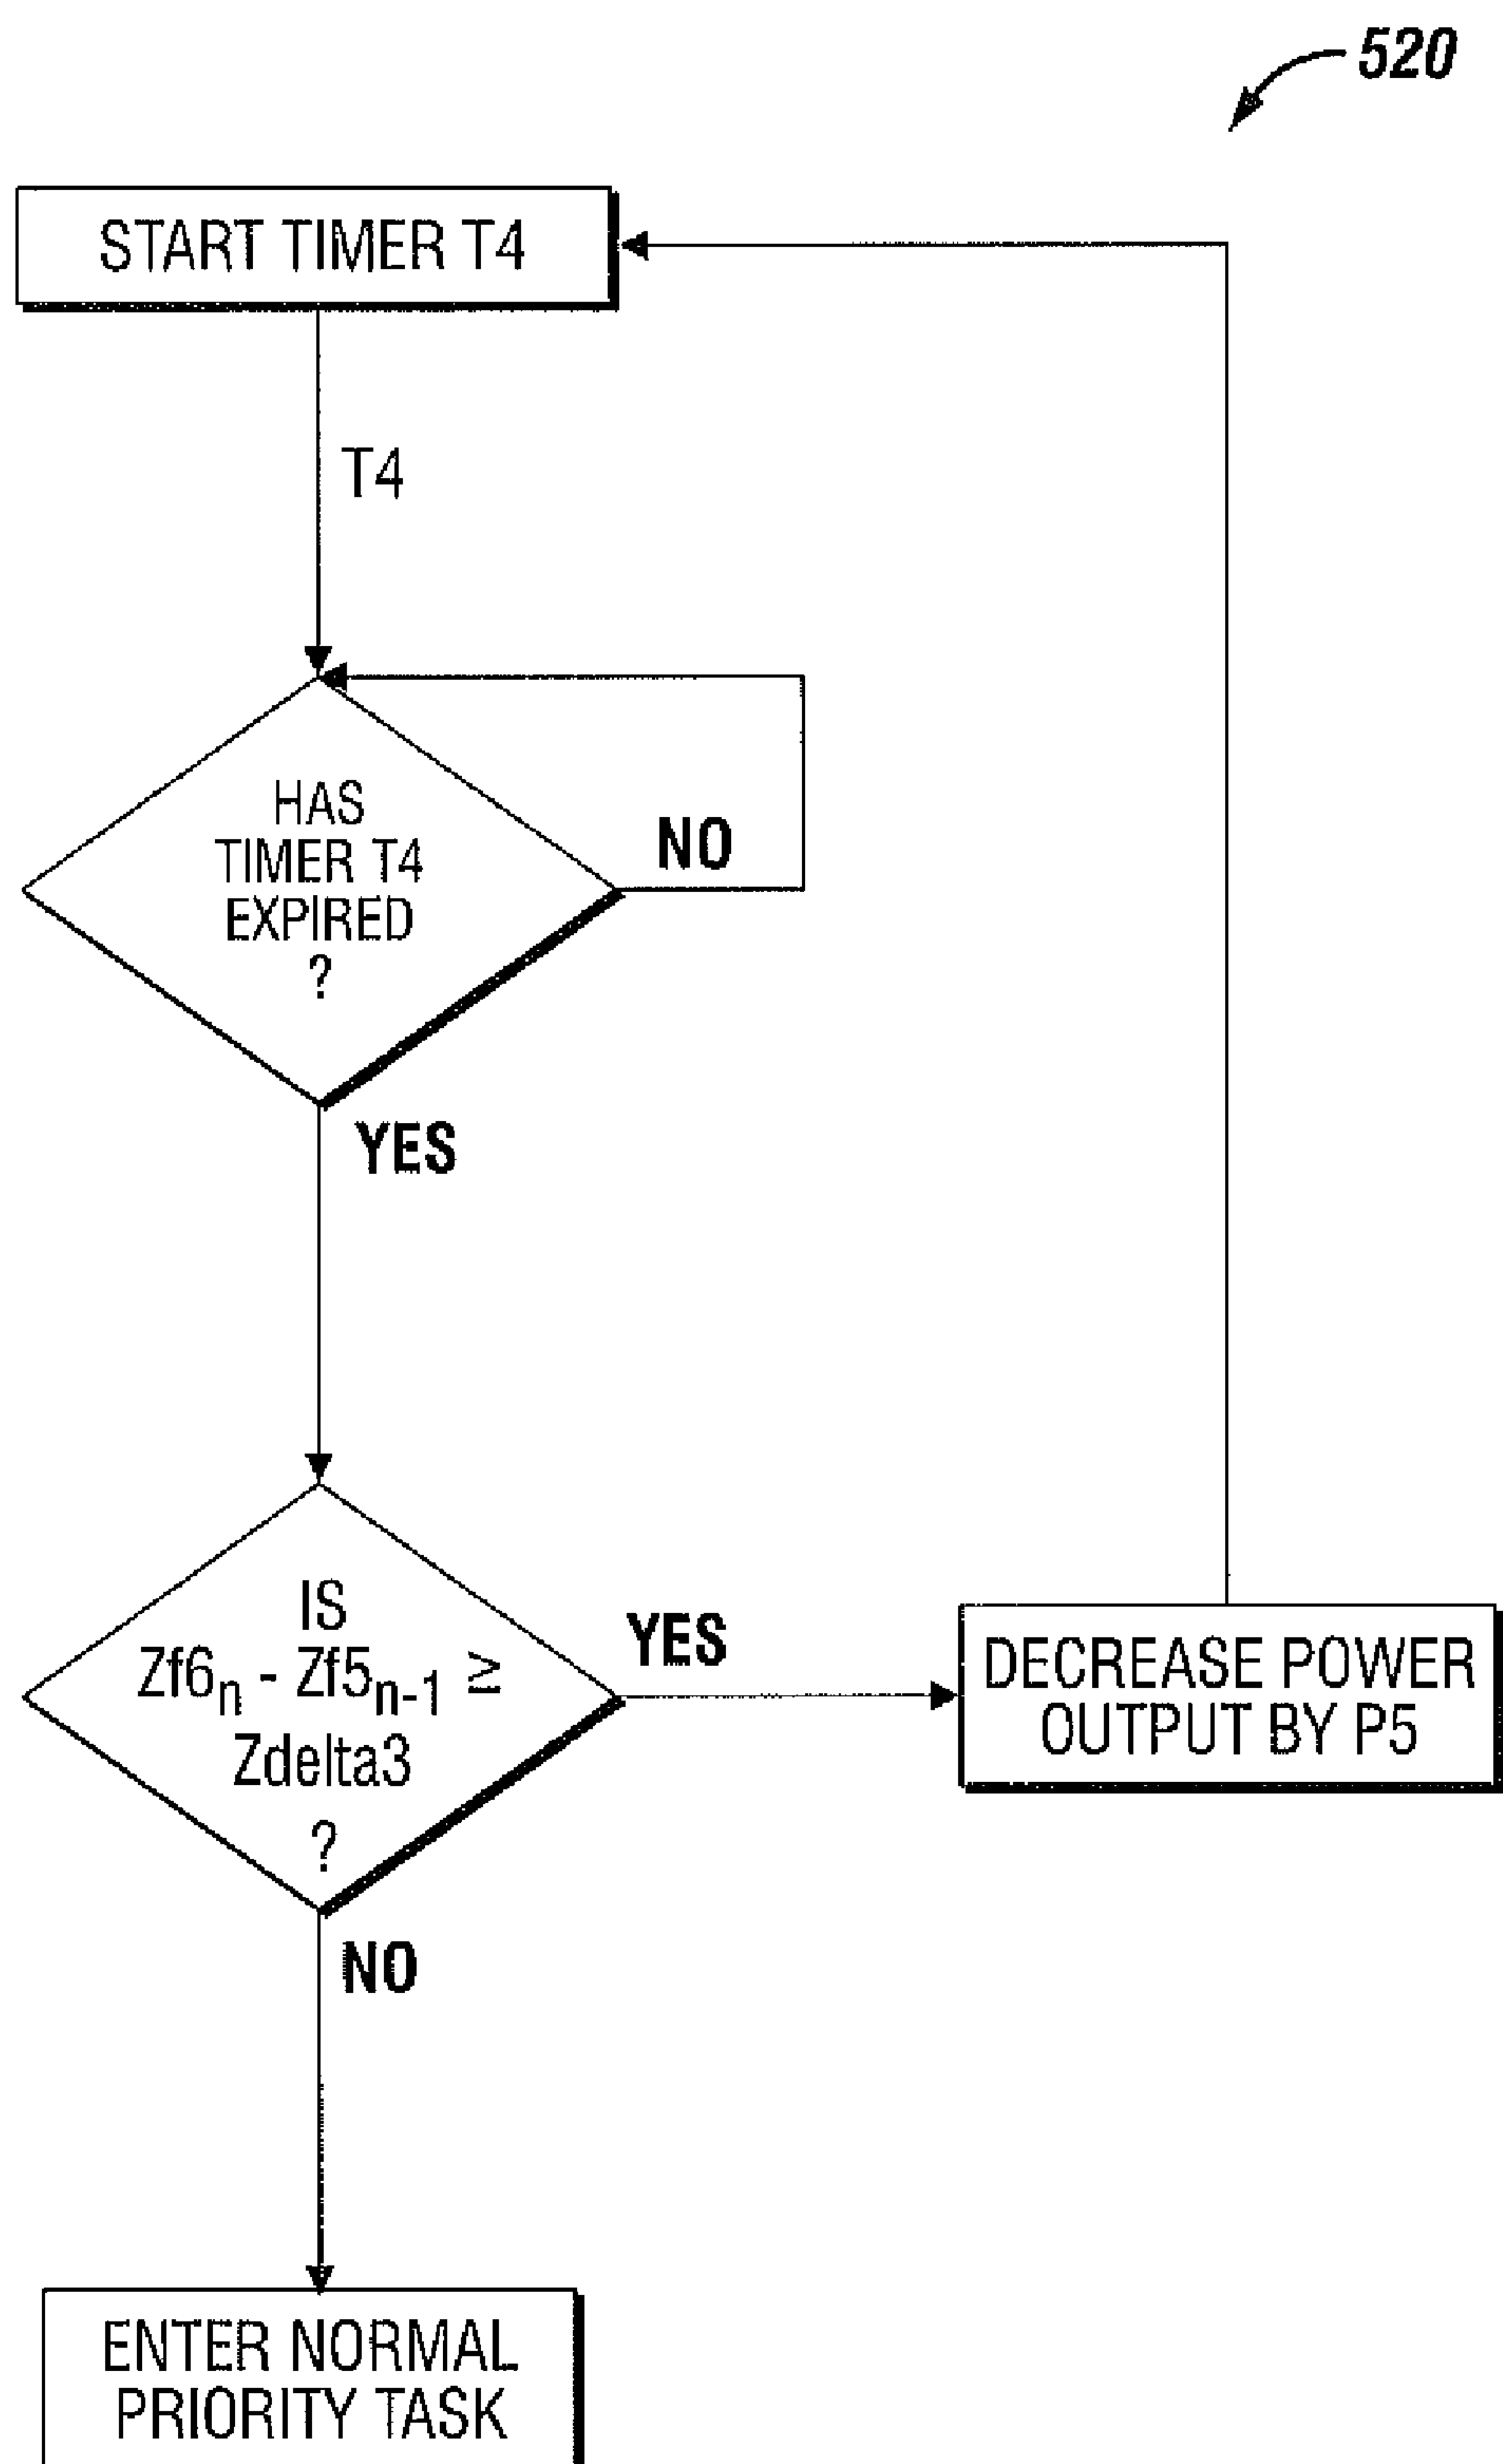 520
START TIMER T4
T4
HAS
TIMER T4
EXPIRED
?
NO
YES
IS
Zf6n - Zf5n-1 ≥
Zdelta3
?
YES
DECREASE POWER
OUTPUT BY P5
NO
ENTER NORMAL
PRIORITY TASK